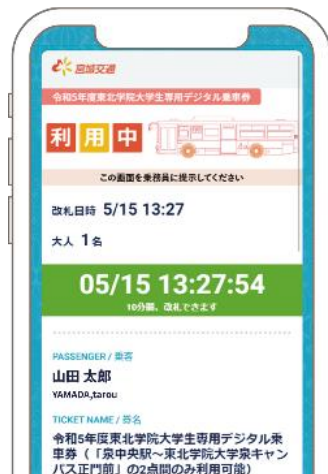 宮城交通
令和5年度東北学院大学生専用デジタル乗車券
利用中
この画面を乗務員に提示してください
改札日時 5/15 13:27
大人 1名
05/15 13:27:54
10分間、改札できます
PASSENGER / 乗客
山田 太郎
YAMADA,tarou
TICKET NAME / 券名
令和5年度東北学院大学生専用デジタル乗
車券（「泉中央駅～東北学院大学泉キャン
パス正門前」の2点間のみ利用可能）